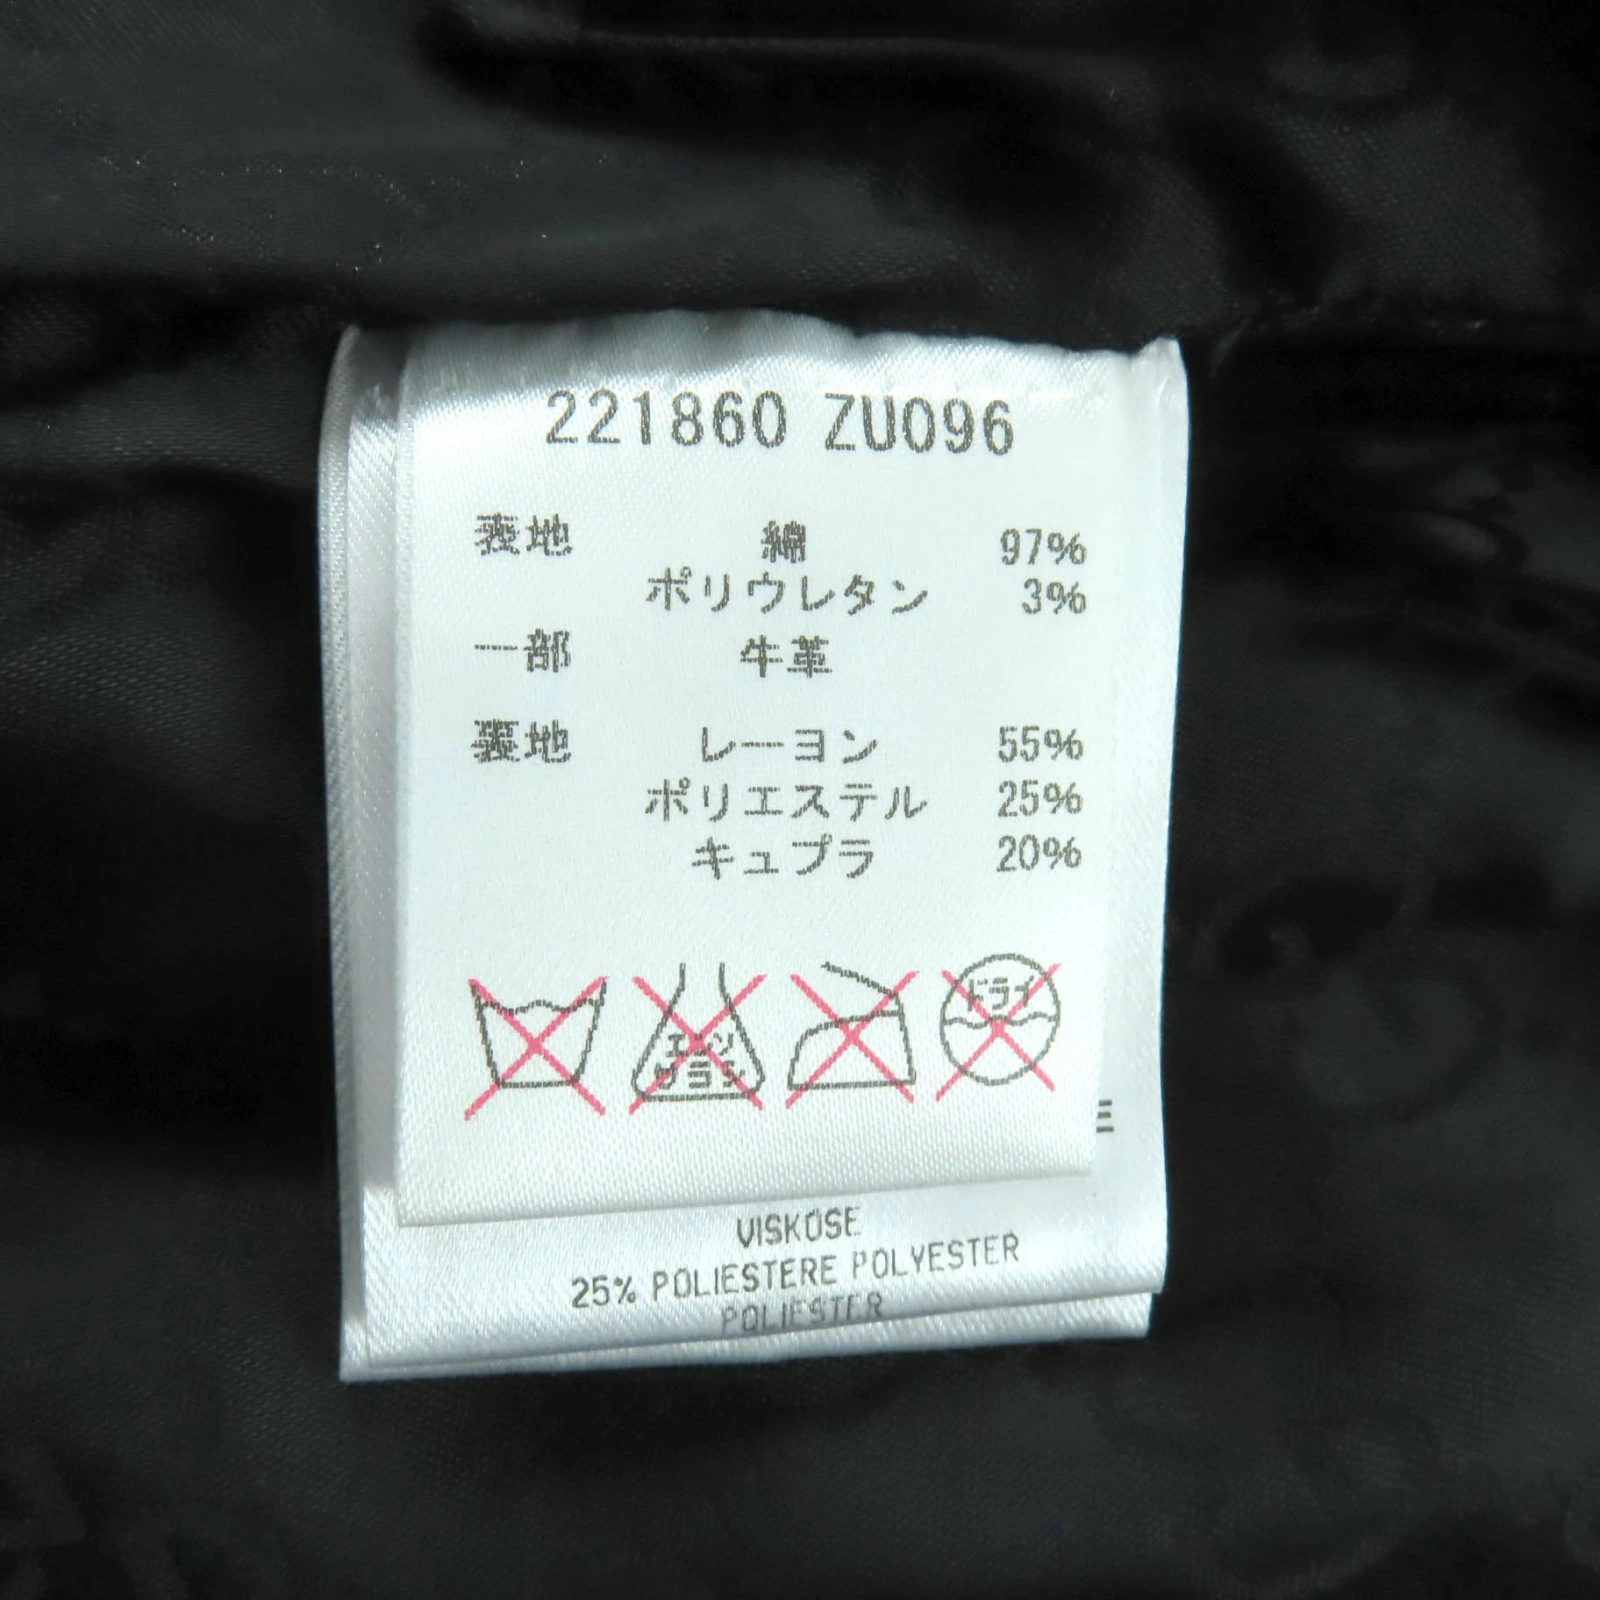 221860 ZU096
表地 綿 97%
ポリウレタン 3%
一部 牛革
裏地 レーヨン 55%
ポリエステル 25%
キュプラ 20%
エンソ
サラシ
ドライ
E
VISKOSE
25% POLIESTERE POLYESTER
POLIESTER